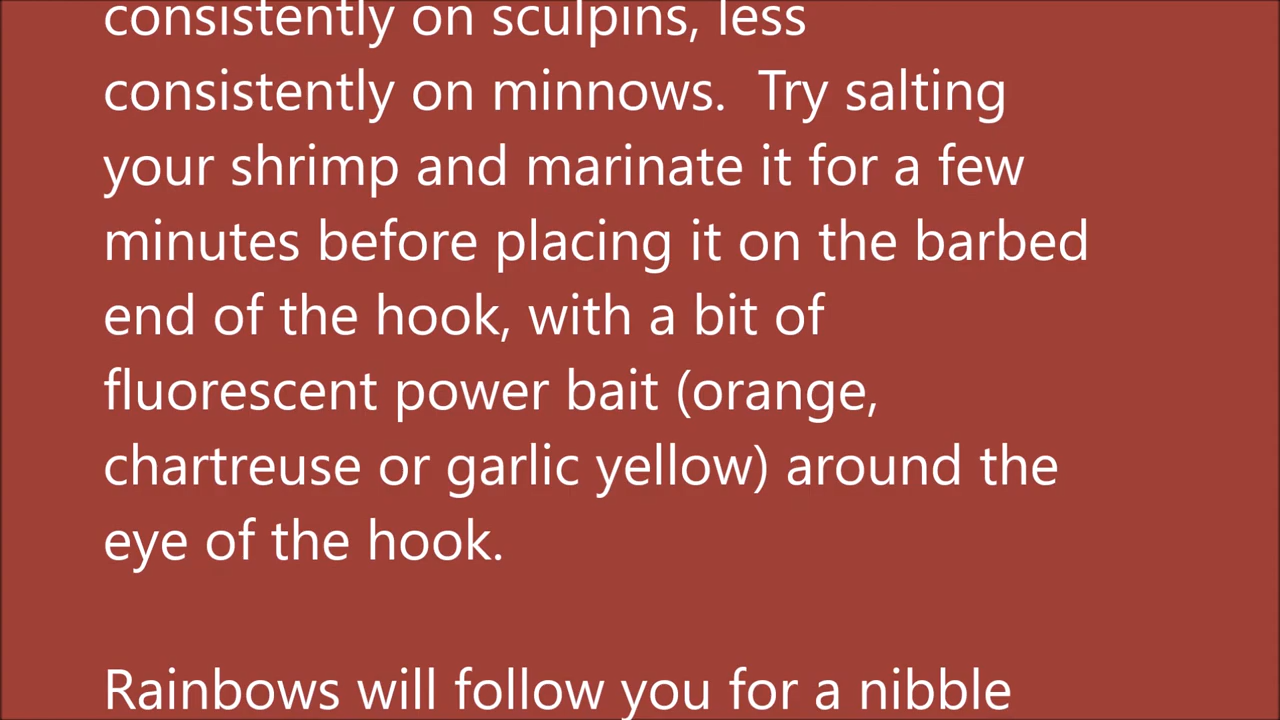 consistently on sculpins, less
consistently on minnows.  Try salting
your shrimp and marinate it for a few
minutes before placing it on the barbed
end of the hook, with a bit of
fluorescent power bait (orange,
chartreuse or garlic yellow) around the
eye of the hook.
Rainbows will follow you for a nibble